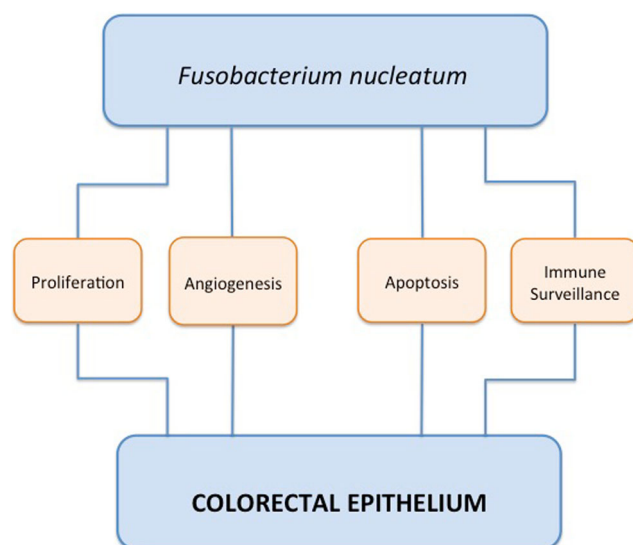 Fusobacterium nucleatum
Proliferation
Angiogenesis
Apoptosis
Immune
Surveillance
COLORECTAL EPITHELIUM